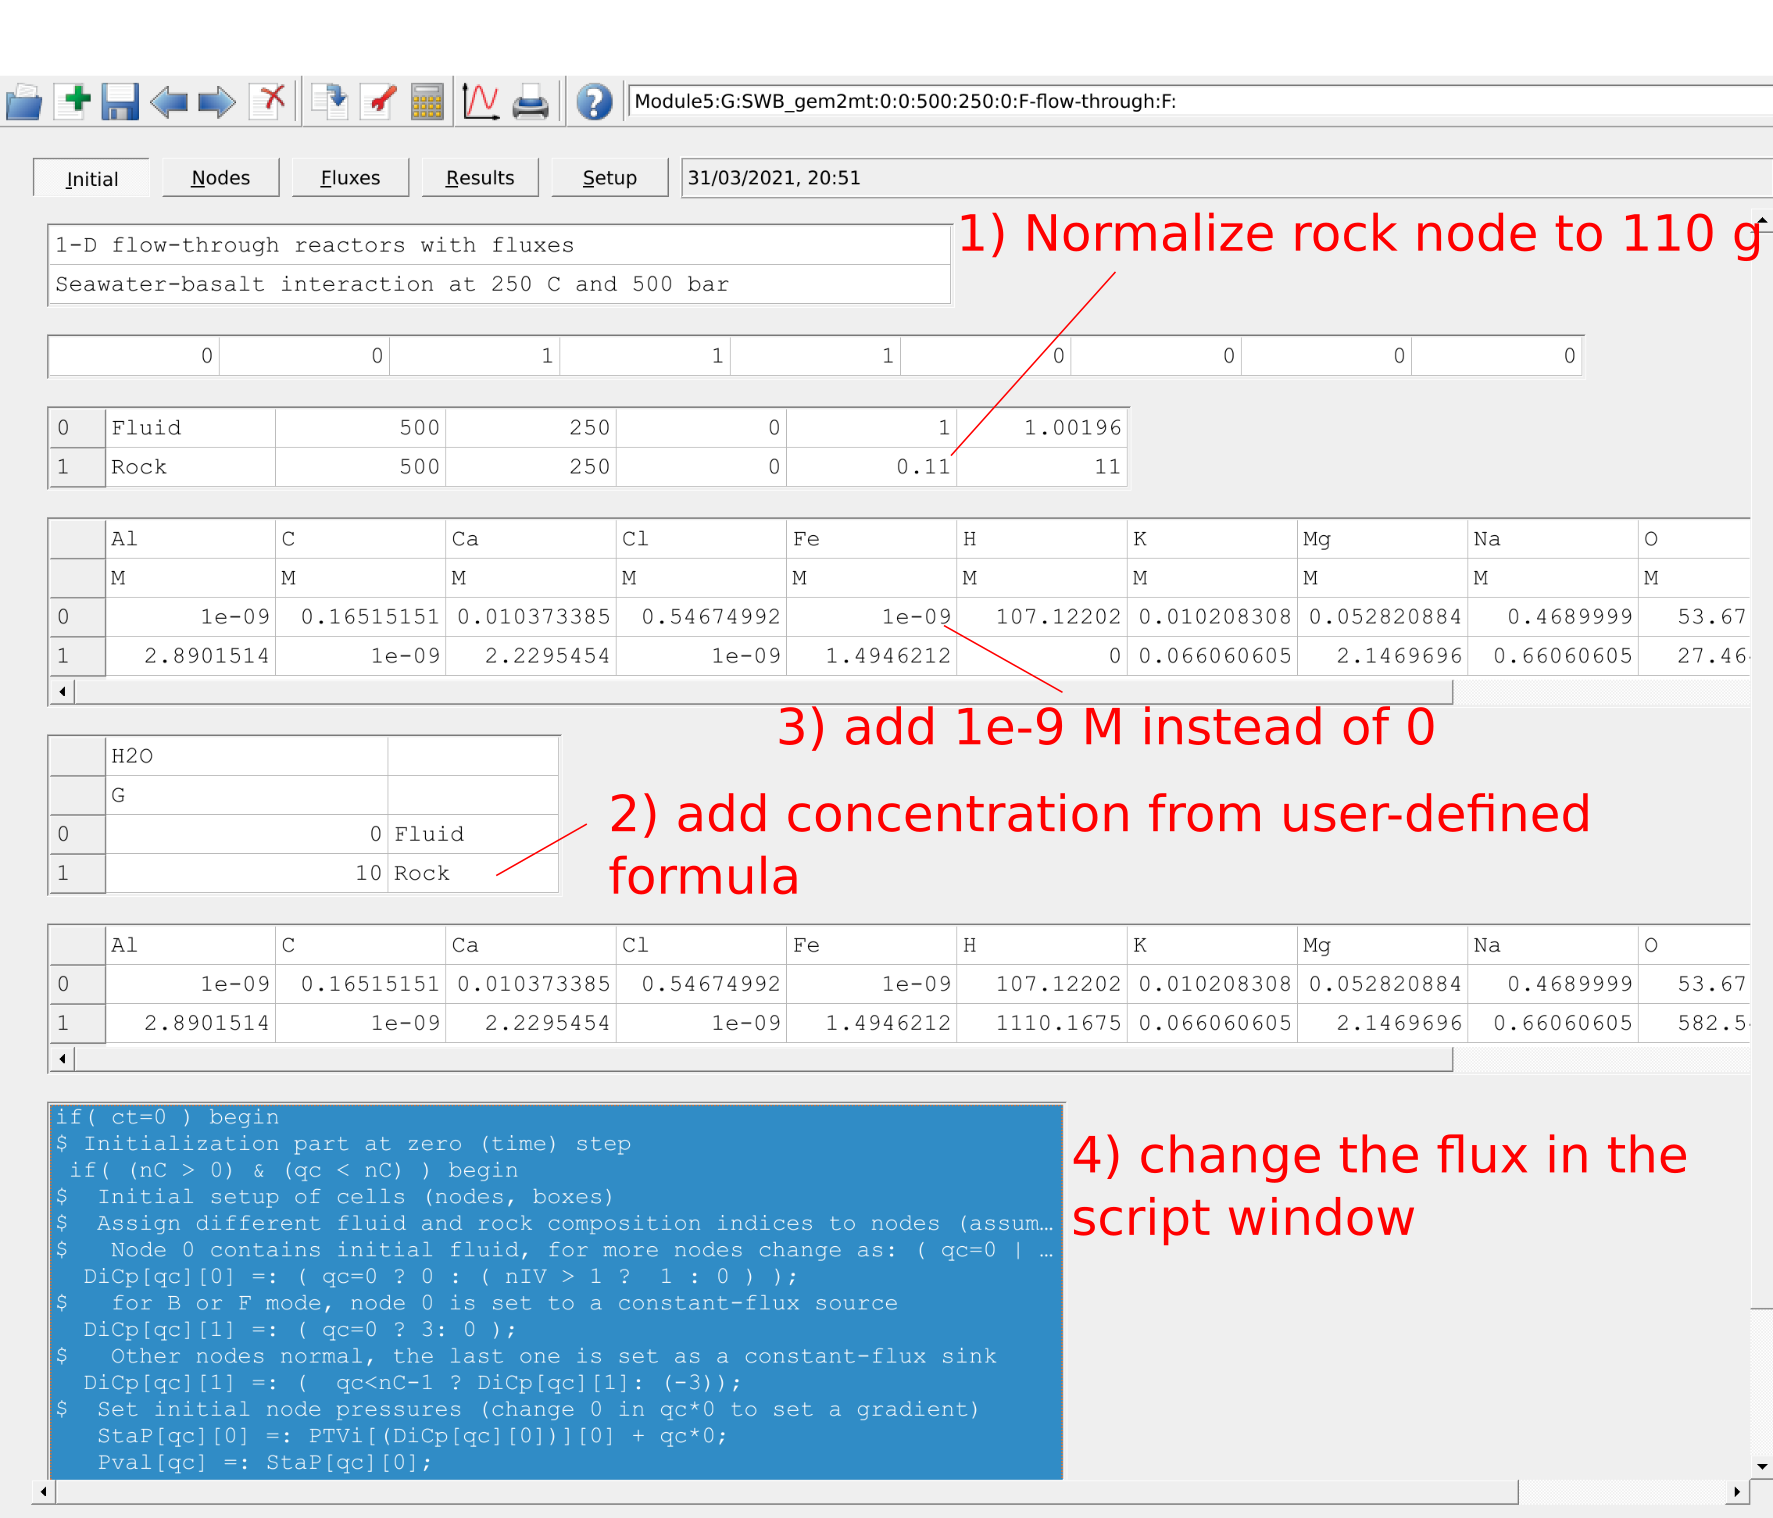 Module5:G:SWB_gem2mt:0:0:500:250:0:F-flow-through:F:
Initial Nodes Fluxes Results Setup 31/03/2021, 20:51
1) Normalize rock node to 110 g
1-D flow-through reactors with fluxes
Seawater-basalt interaction at 250 C and 500 bar
0 0 1 1 1 0 0 0 0
0 Fluid 500 250 0 1 1.00196
1 Rock 500 250 0 0.11 11
Al C Ca Cl Fe H K Mg Na O
M M M M M M M M M M
0 1e-09 0.16515151 0.010373385 0.54674992 1e-09 107.12202 0.010208308 0.052820884 0.4689999 53.67
1 2.8901514 1e-09 2.2295454 1e-09 1.4946212 0 0.066060605 2.1469696 0.66060605 27.46
3) add 1e-9 M instead of 0
H2O
G
0 0 Fluid
1 10 Rock
2) add concentration from user-defined
formula
Al C Ca Cl Fe H K Mg Na O
0 1e-09 0.16515151 0.010373385 0.54674992 1e-09 107.12202 0.010208308 0.052820884 0.4689999 53.67
1 2.8901514 1e-09 2.2295454 1e-09 1.4946212 1110.1675 0.066060605 2.1469696 0.66060605 582.5
if( ct=0 ) begin
$ Initialization part at zero (time) step
if( (nC > 0) & (qc < nC) ) begin
$ Initial setup of cells (nodes, boxes)
$ Assign different fluid and rock composition indices to nodes (assum…
$ Node 0 contains initial fluid, for more nodes change as: ( qc=0 | …
DiCp[qc][0] =: ( qc=0 ? 0 : ( nIV > 1 ? 1 : 0 ) );
$ for B or F mode, node 0 is set to a constant-flux source
DiCp[qc][1] =: ( qc=0 ? 3: 0 );
$ Other nodes normal, the last one is set as a constant-flux sink
DiCp[qc][1] =: ( qc<nC-1 ? DiCp[qc][1]: (-3));
$ Set initial node pressures (change 0 in qc*0 to set a gradient)
StaP[qc][0] =: PTVi[(DiCp[qc][0])][0] + qc*0;
Pval[qc] =: StaP[qc][0];
4) change the flux in the
script window